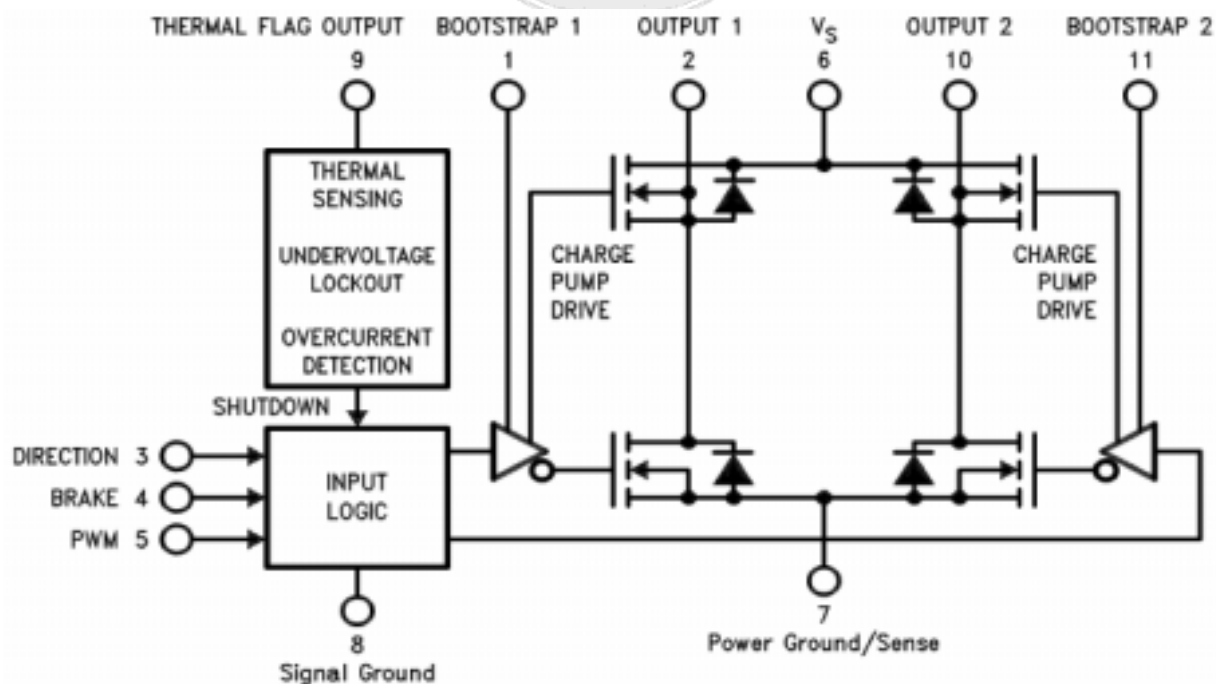 THERMAL FLAG OUTPUT
9
BOOTSTRAP 1
1
OUTPUT 1
2
VS
6
OUTPUT 2
10
BOOTSTRAP 2
11
THERMAL
SENSING
UNDERVOLTAGE
LOCKOUT
OVERCURRENT
DETECTION
CHARGE
PUMP
DRIVE
CHARGE
PUMP
DRIVE
SHUTDOWN
DIRECTION 3
BRAKE 4
PWM 5
INPUT
LOGIC
8
Signal Ground
7
Power Ground/Sense